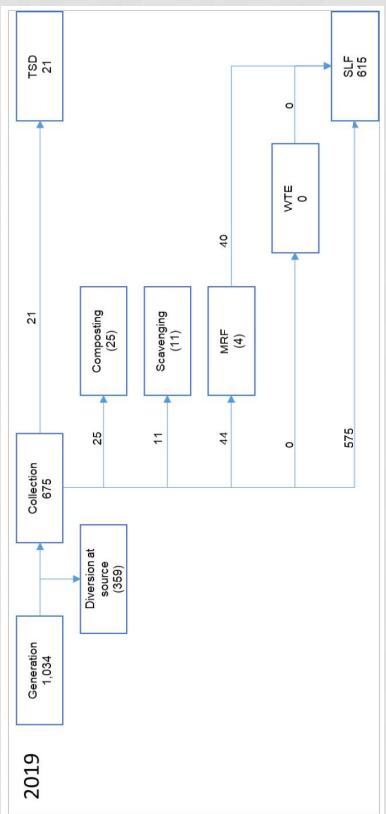 2019
Generation
1,034
Diversion at
source
(359)
Collection
675
21
TSD
21
25
Composting
(25)
11
Scavenging
(11)
44
MRF
(4)
40
0
WTE
0
0
575
SLF
615